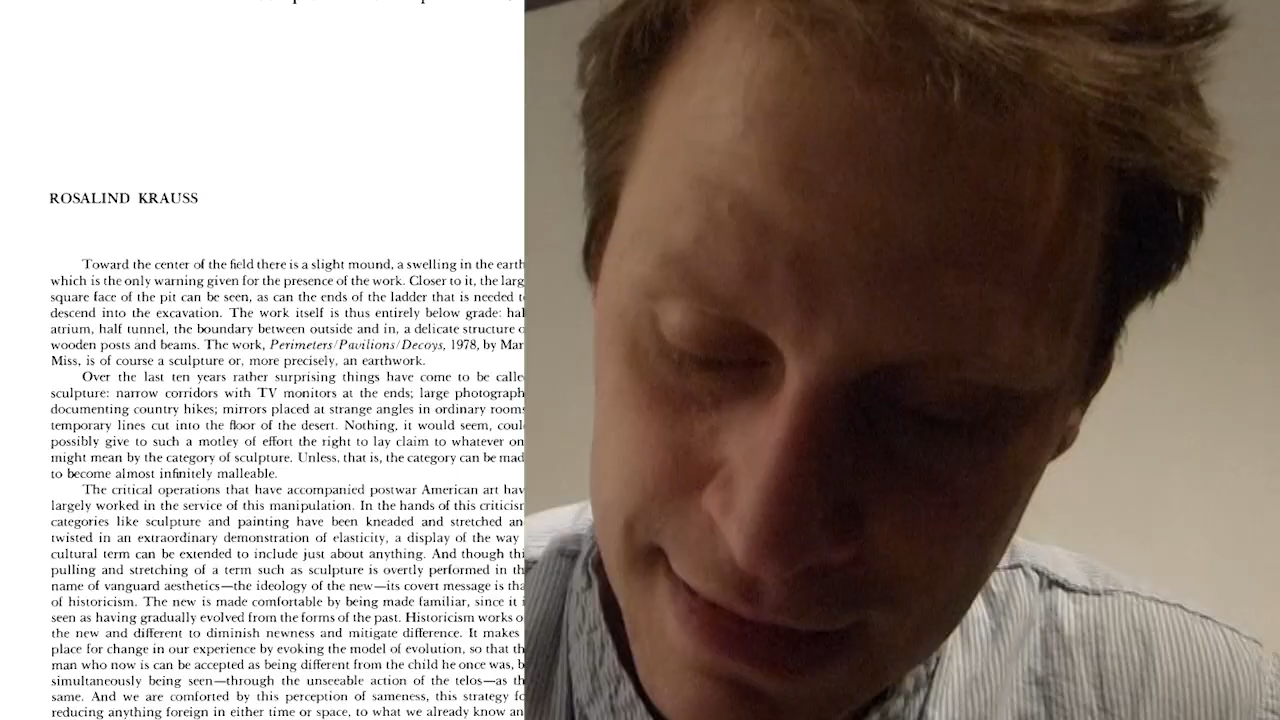 ROSALIND KRAUSS
Toward the center of the field there is a slight mound, a swelling in the earth
which is the only warning given for the presence of the work. Closer to it, the larg
square face of the pit can be seen, as can the ends of the ladder that is needed t
descend into the excavation. The work itself is thus entirely below grade: hal
atrium, half tunnel, the boundary between outside and in, a delicate structure o
wooden posts and beams. The work, Perimeters/Pavilions/Decoys, 1978, by Mar
Miss, is of course a sculpture or, more precisely, an earthwork.
Over the last ten years rather surprising things have come to be calle
sculpture: narrow corridors with TV monitors at the ends; large photograph
documenting country hikes; mirrors placed at strange angles in ordinary rooms
temporary lines cut into the floor of the desert. Nothing, it would seem, coul
possibly give to such a motley of effort the right to lay claim to whatever on
might mean by the category of sculpture. Unless, that is, the category can be mad
to become almost infinitely malleable.
The critical operations that have accompanied postwar American art hav
largely worked in the service of this manipulation. In the hands of this criticism
categories like sculpture and painting have been kneaded and stretched an
twisted in an extraordinary demonstration of elasticity, a display of the way
cultural term can be extended to include just about anything. And though thi
pulling and stretching of a term such as sculpture is overtly performed in th
name of vanguard aesthetics—the ideology of the new—its covert message is tha
of historicism. The new is made comfortable by being made familiar, since it i
seen as having gradually evolved from the forms of the past. Historicism works o
the new and different to diminish newness and mitigate difference. It makes
place for change in our experience by evoking the model of evolution, so that th
man who now is can be accepted as being different from the child he once was, b
simultaneously being seen—through the unseeable action of the telos—as th
same. And we are comforted by this perception of sameness, this strategy fo
reducing anything foreign in either time or space, to what we already know an